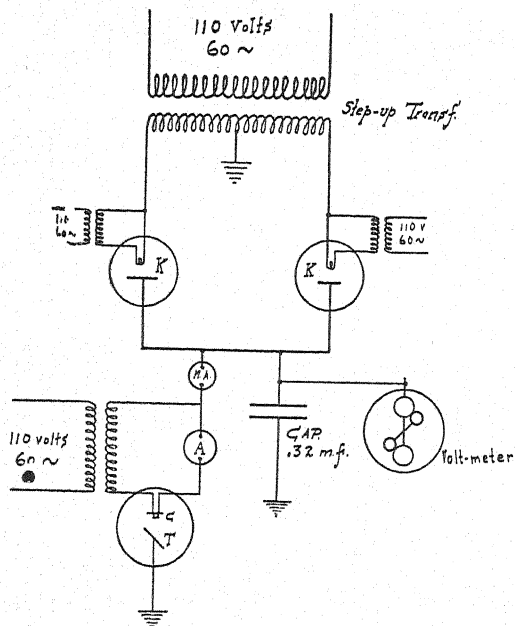 110 Volts
60 ~
Step-up Transf.
110
60~
K
K
110 V
60~
M.A.
110 volts
60 ~
A
CAP.
.32 m.f.
Volt-meter
C
T